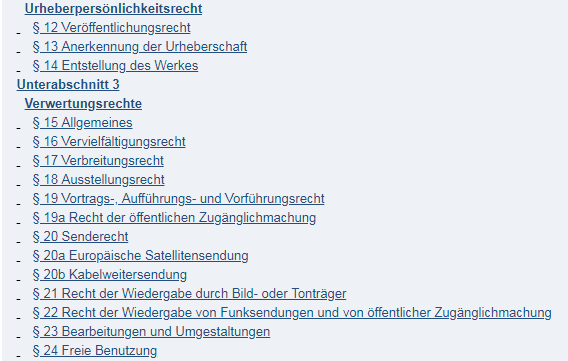 Urheberpersönlichkeitsrecht
§ 12 Veröffentlichungsrecht
§ 13 Anerkennung der Urheberschaft
§ 14 Entstellung des Werkes
Unterabschnitt 3
Verwertungsrechte
§ 15 Allgemeines
§ 16 Vervielfältigungsrecht
§ 17 Verbreitungsrecht
§ 18 Ausstellungsrecht
§ 19 Vortrags-, Aufführungs- und Vorführungsrecht
§ 19a Recht der öffentlichen Zugänglichmachung
§ 20 Senderecht
§ 20a Europäische Satellitensendung
§ 20b Kabelweitersendung
§ 21 Recht der Wiedergabe durch Bild- oder Tonträger
§ 22 Recht der Wiedergabe von Funksendungen und von öffentlicher Zugänglichmachung
§ 23 Bearbeitungen und Umgestaltungen
§ 24 Freie Benutzung